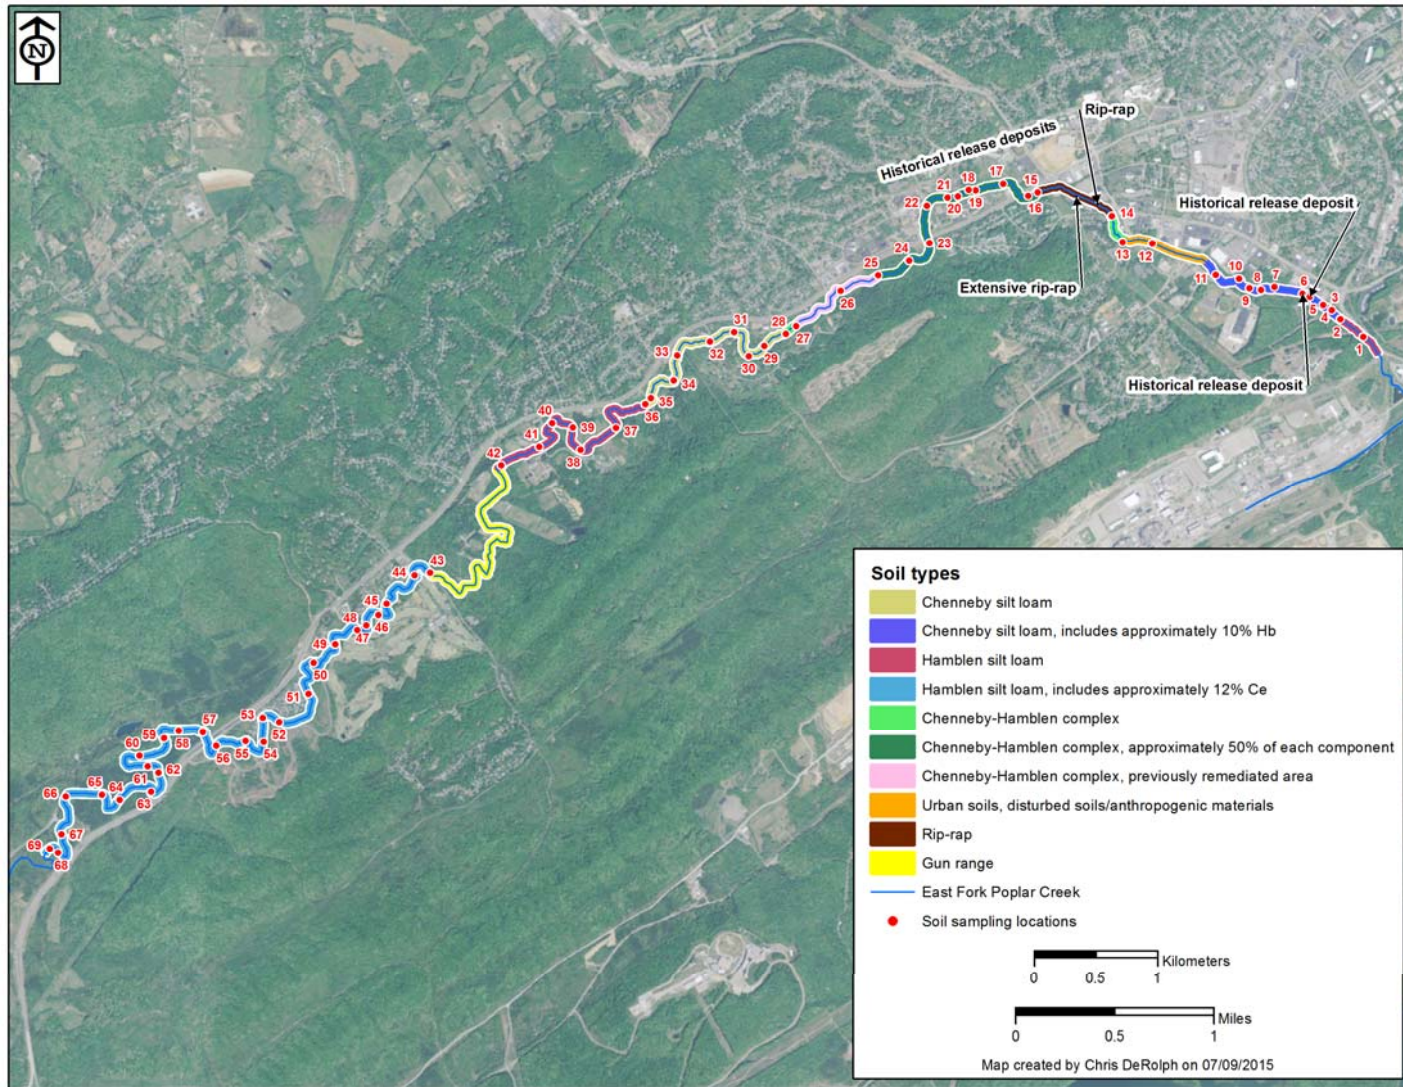 N
Rip-rap
Historical release deposits
17
18
15
21
19
20
16
22
14
Historical release deposit
23
24
13
12
25
Extensive rip-rap
10
11
7
8
6
9
26
3
5
4
2
28
31
27
1
32
29
33
30
34
Historical release deposit
35
40
36
39
37
41
38
42
43
44
45
46
48
47
49
50
51
53
57
52
59
58
55
54
56
60
61
62
65
64
63
66
67
69
68
Soil types
Chenneby silt loam
Chenneby silt loam, includes approximately 10% Hb
Hamblen silt loam
Hamblen silt loam, includes approximately 12% Ce
Chenneby-Hamblen complex
Chenneby-Hamblen complex, approximately 50% of each component
Chenneby-Hamblen complex, previously remediated area
Urban soils, disturbed soils/anthropogenic materials
Rip-rap
Gun range
East Fork Poplar Creek
Soil sampling locations
Kilometers
0 0.5 1
Miles
0 0.5 1
Map created by Chris DeRolph on 07/09/2015